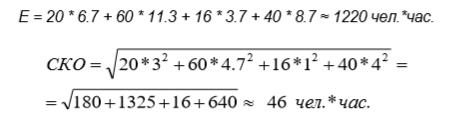 E = 20 * 6.7 + 60 * 11.3 + 16 * 3.7 + 40 * 8.7 ≈ 1220 чел.*час.
СКО = √20*3² + 60*4.7² + 16*1² + 40*4² =
= √180+1325+16+640 ≈ 46 чел.*час.